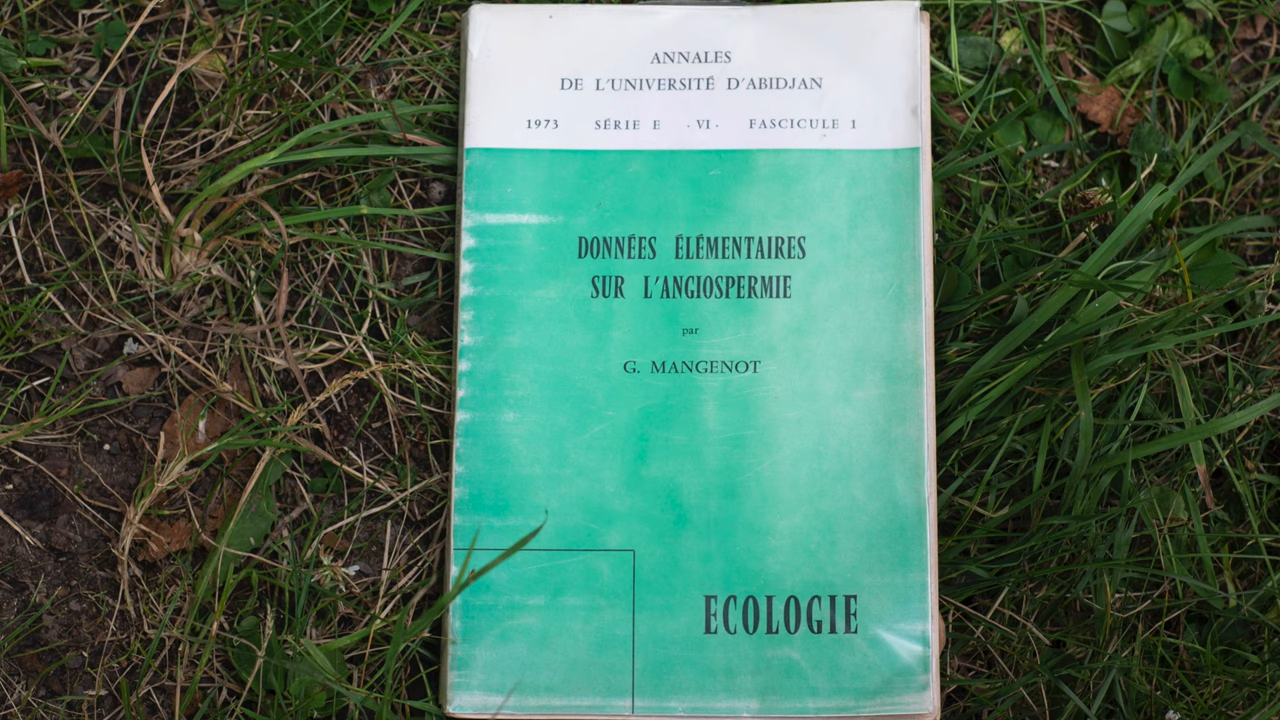 ANNALES
DE L'UNIVERSITÉ D'ABIDJAN
1973 SÉRIE E · VI · FASCICULE 1
DONNÉES ÉLÉMENTAIRES
SUR L'ANGIOSPERMIE
par
G. MANGENOT
ECOLOGIE